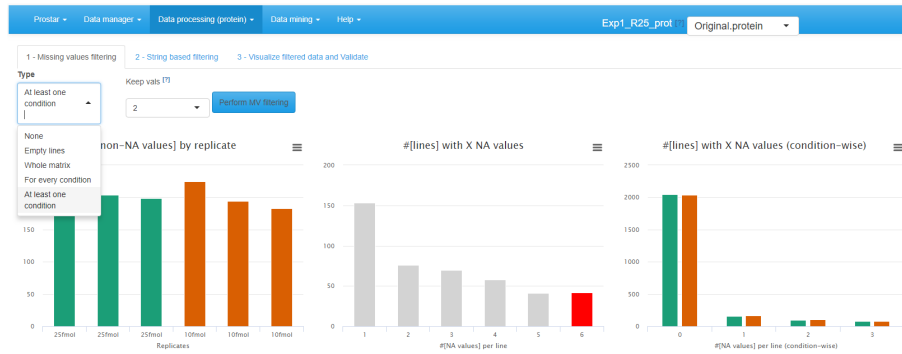 Prostar Data manager Data processing (protein) Data mining Help Exp1_R25_prot [?] Original.protein
1 - Missing values filtering 2 - String based filtering 3 - Visualize filtered data and Validate
Type
At least one
condition
Keep vals [?]
2
Perform MV filtering
None
Empty lines
Whole matrix
For every condition
At least one
condition
non-NA values] by replicate
150
100
50
0
25fmol 25fmol 25fmol 10fmol 10fmol 10fmol
Replicates
#[lines] with X NA values
200
150
100
50
0
1 2 3 4 5 6
#[NA values] per line
#[lines] with X NA values (condition-wise)
2500
2000
1500
1000
500
0
0 1 2 3
#[NA values] per line (condition-wise)